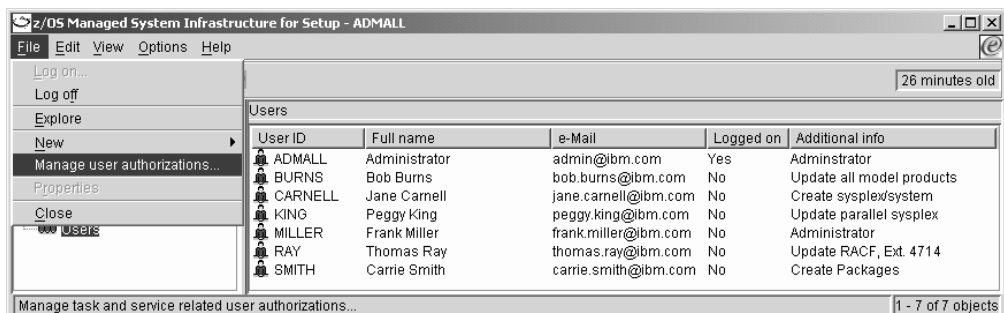 z/OS Managed System Infrastructure for Setup - ADMALL
File Edit View Options Help
Log on...
Log off
Explore
New
Manage user authorizations...
Properties
Close
Users
26 minutes old
Users
User ID Full name e-Mail Logged on Additional info
ADMALL Adminstrator admin@ibm.com Yes Adminstrator
BURNS Bob Burns bob.burns@ibm.com No Update all model products
CARNELL Jane Carnell jane.carnell@ibm.com No Create sysplex/system
KING Peggy King peggy.king@ibm.com No Update parallel sysplex
MILLER Frank Miller frank.miller@ibm.com No Administrator
RAY Thomas Ray thomas.ray@ibm.com No Update RACF, Ext. 4714
SMITH Carrie Smith carrie.smith@ibm.com No Create Packages
Manage task and service related user authorizations... 1 - 7 of 7 objects